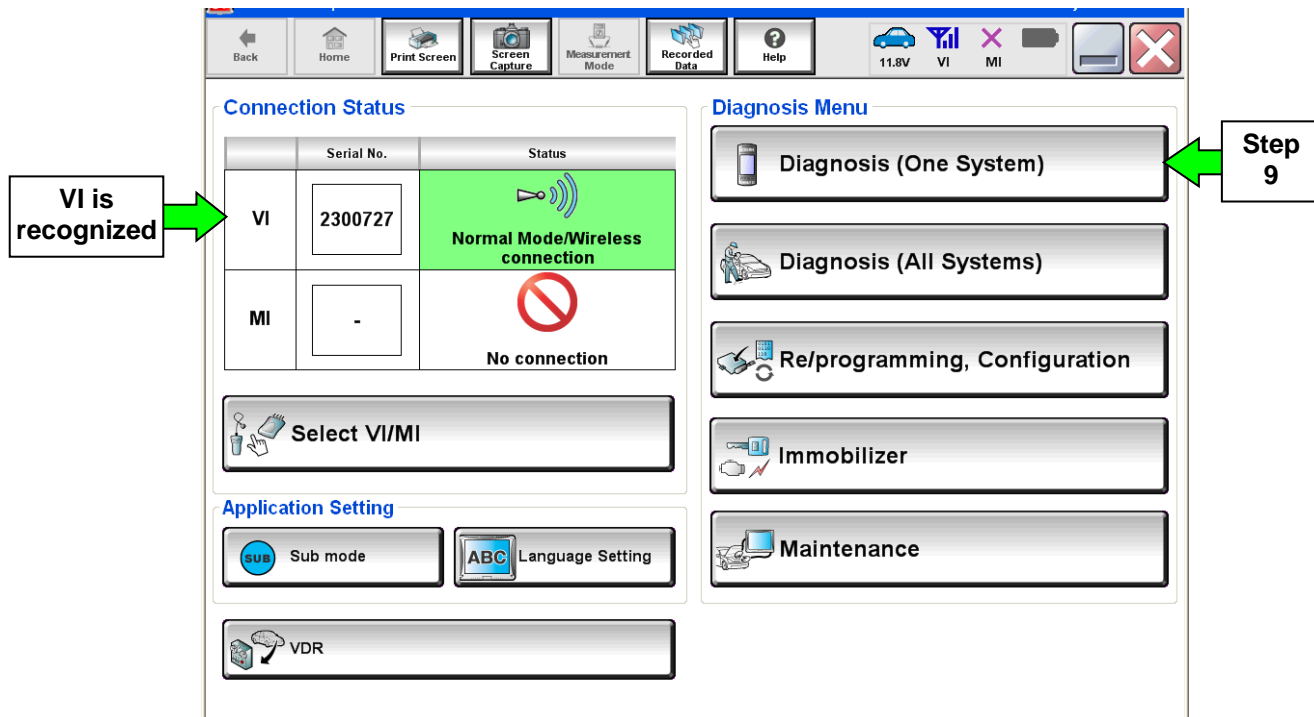 Back
Home
Print Screen
Screen
Capture
Measurement
Mode
Recorded
Data
Help
11.8V
VI
MI
Connection Status
Serial No.
Status
VI
2300727
Normal Mode/Wireless
connection
MI
-
No connection
Select VI/MI
Application Setting
SUB
Sub mode
ABC
Language Setting
VDR
Diagnosis Menu
Diagnosis (One System)
Diagnosis (All Systems)
Re/programming, Configuration
Immobilizer
Maintenance
VI is
recognized
Step
9